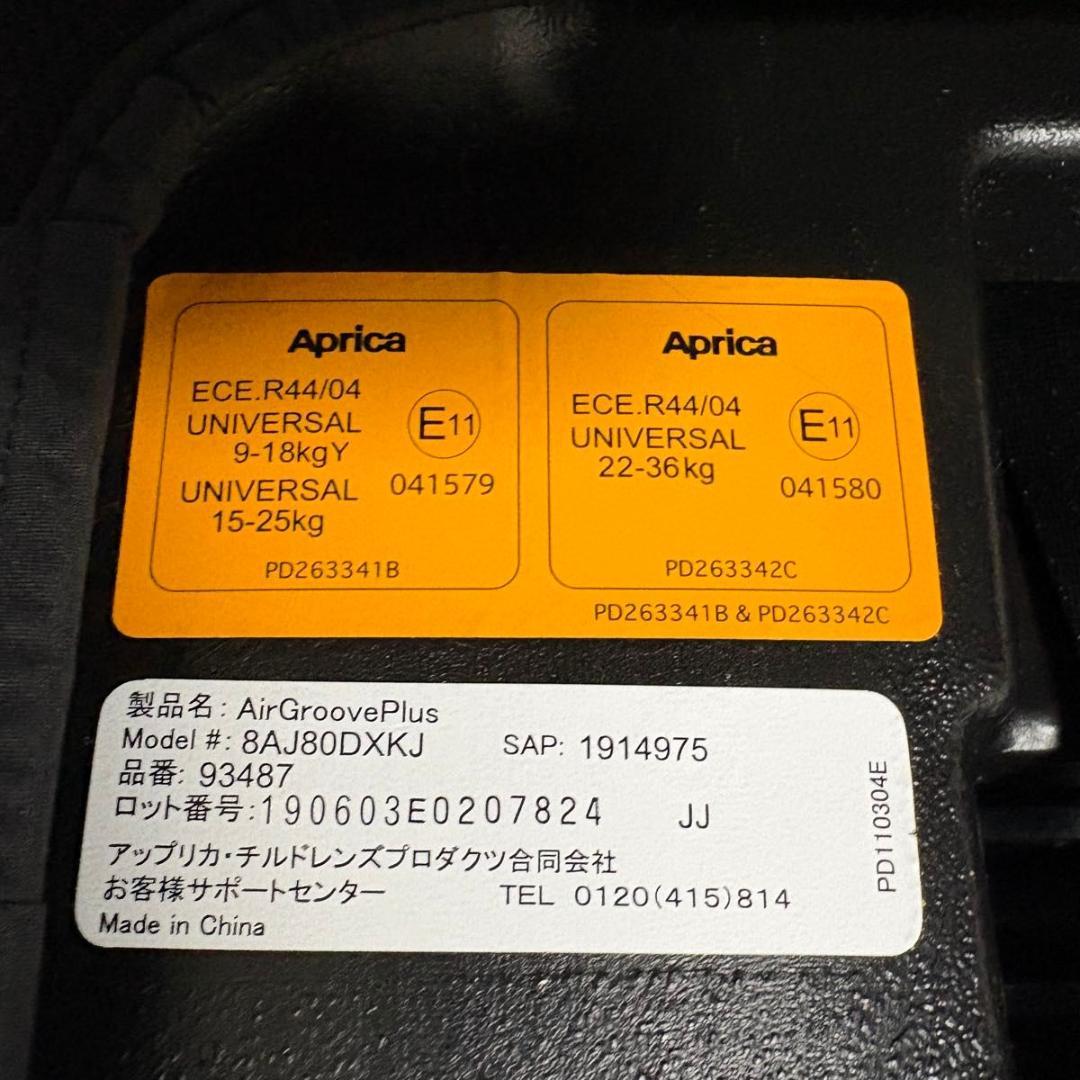 Aprica
ECE.R44/04
UNIVERSAL
9-18kgY
UNIVERSAL
15-25kg
E11
041579
PD263341B
Aprica
ECE.R44/04
UNIVERSAL
22-36kg
E11
041580
PD263342C
PD263341B & PD263342C
製品名: AirGroovePlus
Model #: 8AJ80DXKJ SAP: 1914975
品番: 93487
ロット番号:190603E0207824 JJ
アップリカ・チルドレンズプロダクツ合同会社
お客様サポートセンター TEL 0120(415)814
Made in China
PD110304E